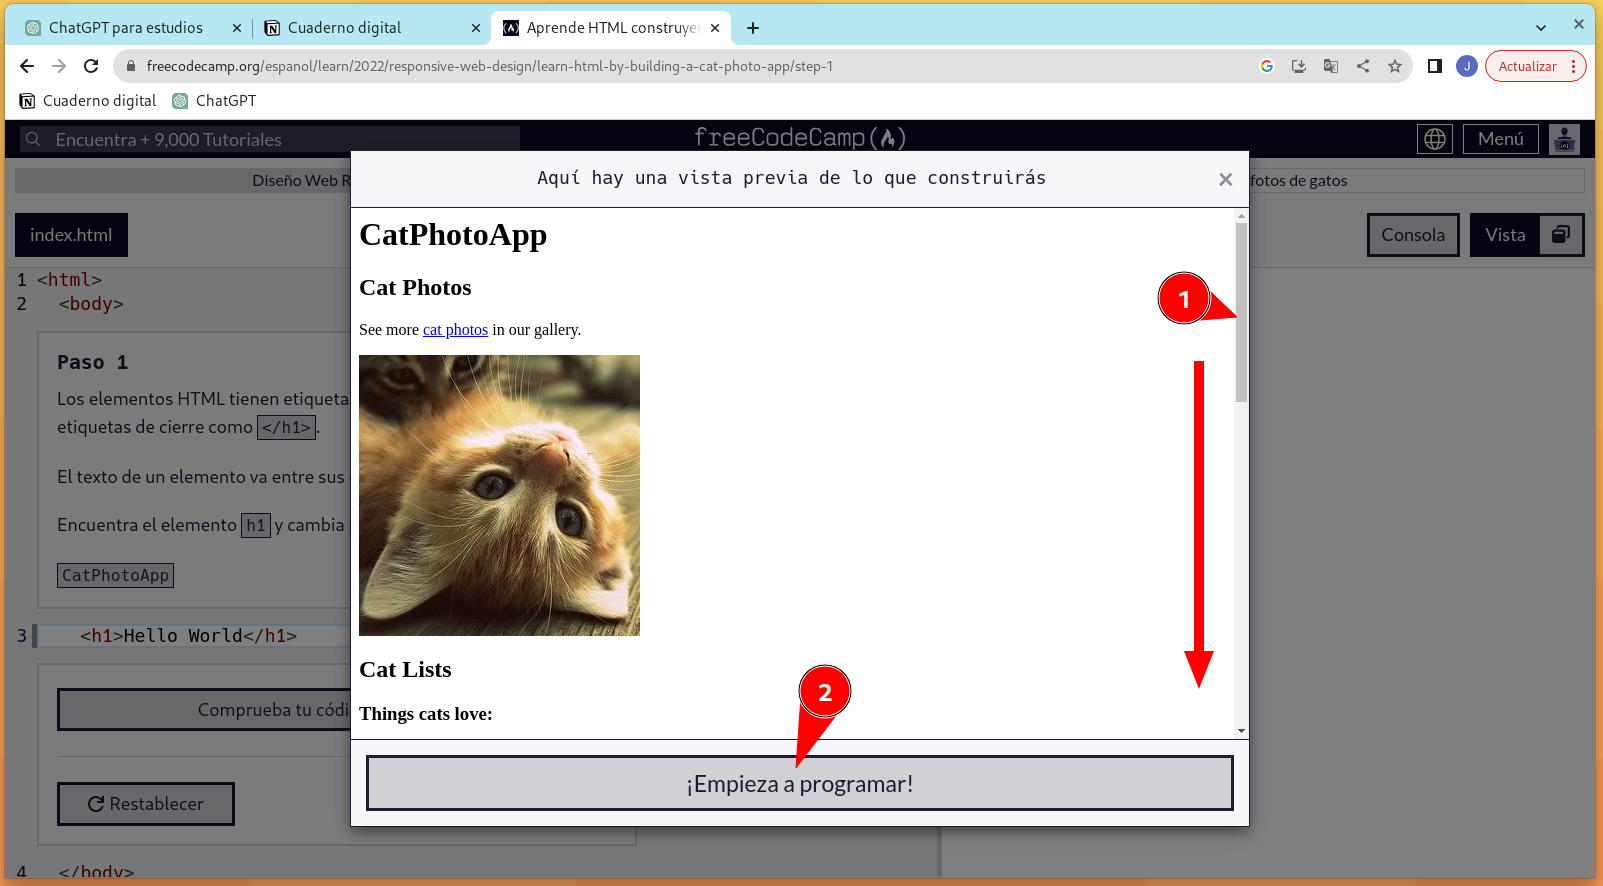 ChatGPT para estudios
Cuaderno digital
Aprende HTML construye
freecodecamp.org/espanol/learn/2022/responsive-web-design/learn-html-by-building-a-cat-photo-app/step-1
J
Actualizar
Cuaderno digital
ChatGPT
Encuentra + 9,000 Tutoriales
freeCodeCamp
Menú
Diseño Web R
fotos de gatos
Aquí hay una vista previa de lo que construirás
index.html
Consola
Vista
1 <html>
2 <body>
Paso 1
Los elementos HTML tienen etiqueta
etiquetas de cierre como </h1>.
El texto de un elemento va entre sus
Encuentra el elemento h1 y cambia
CatPhotoApp
3 <h1>Hello World</h1>
Comprueba tu códi
Restablecer
4 </body>
CatPhotoApp
Cat Photos
See more cat photos in our gallery.
Cat Lists
Things cats love:
1
2
¡Empieza a programar!